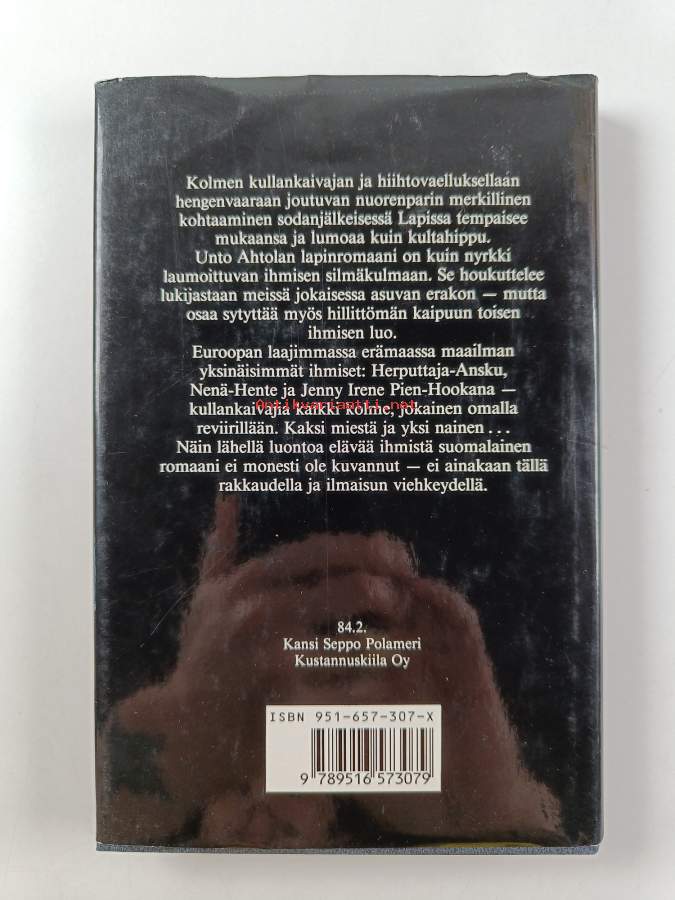 Kolmen kullankaivajan ja hiihtovaelluksellaan
hengenvaaraan joutuvan nuorenparin merkillinen
kohtaaminen sodanjälkeisessä Lapissa tempaisee
mukaansa ja lumoaa kuin kultahippu.
Unto Ahtolan lapinromaani on kuin nyrkki
laumoittuvan ihmisen silmäkulmaan. Se houkuttelee
lukijastaan meissä jokaisessa asuvan erakon — mutta
osaa sytyttää myös hillittömän kaipuun toisen
ihmisen luo.
Euroopan laajimmassa erämaassa maailman
yksinäisimmät ihmiset: Herputtaja-Ansku,
Nenä-Hente ja Jenny Irene Pien-Hookana —
Antikvariaatti.net
kullankaivajia kaikki kolme, jokainen omalla
reviirillään. Kaksi miestä ja yksi nainen . . .
Näin lähellä luontoa elävää ihmistä suomalainen
romaani ei monesti ole kuvannut — ei ainakaan tällä
rakkaudella ja ilmaisun viehkeydellä.
84.2.
Kansi Seppo Polameri
Kustannuskiila Oy
ISBN 951-657-307-X
9 789516 573079